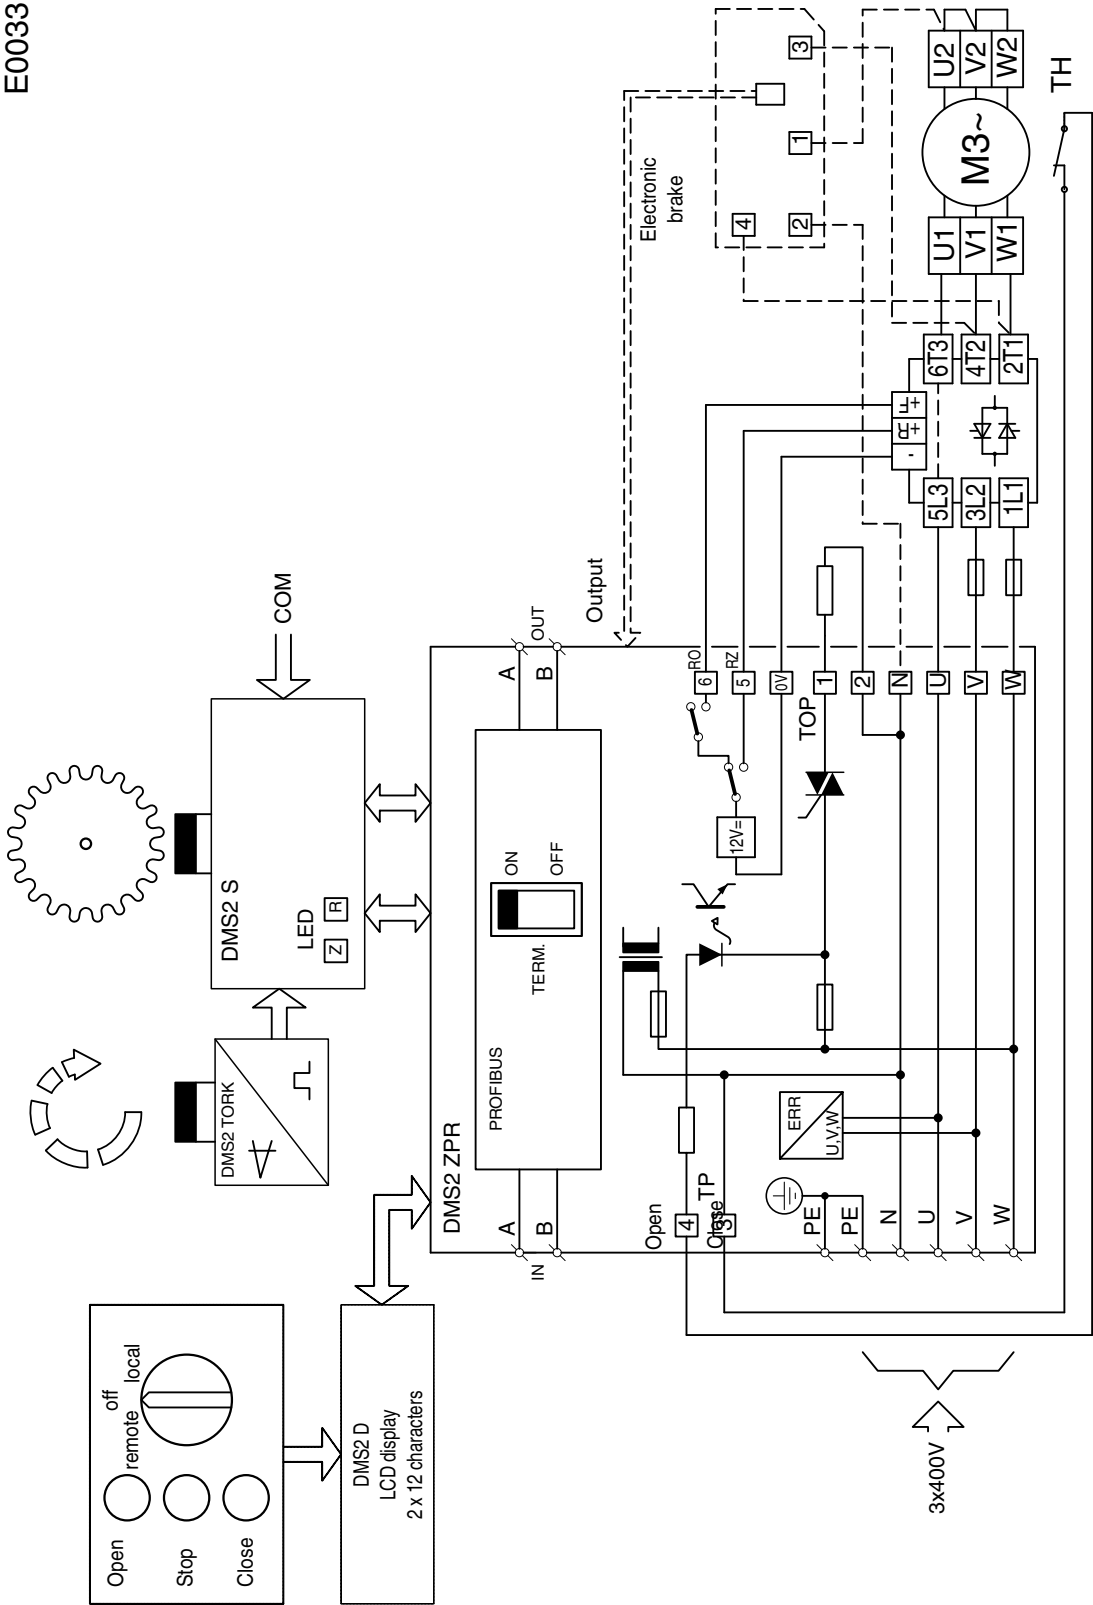 E0033
Open
Stop
Close
remote
off
local
DMS2 D
LCD display
2 x 12 characters
DMS2 TORK
DMS2 S
LED
Z
R
COM
DMS2 ZPR
PROFIBUS
TERM.
ON
OFF
A
B
IN
A
B
OUT
Output
Electronic
brake
4
2
1
3
Open
4
TP
Close
3
12V=
6
RO
5
RZ
0V
TOP
1
2
N
U
V
W
ERR
U,V,W
PE
PE
N
U
V
W
3x400V
-
+R
+F
5L3
3L2
1L1
6T3
4T2
2T1
U1
V1
W1
M3~
U2
V2
W2
TH